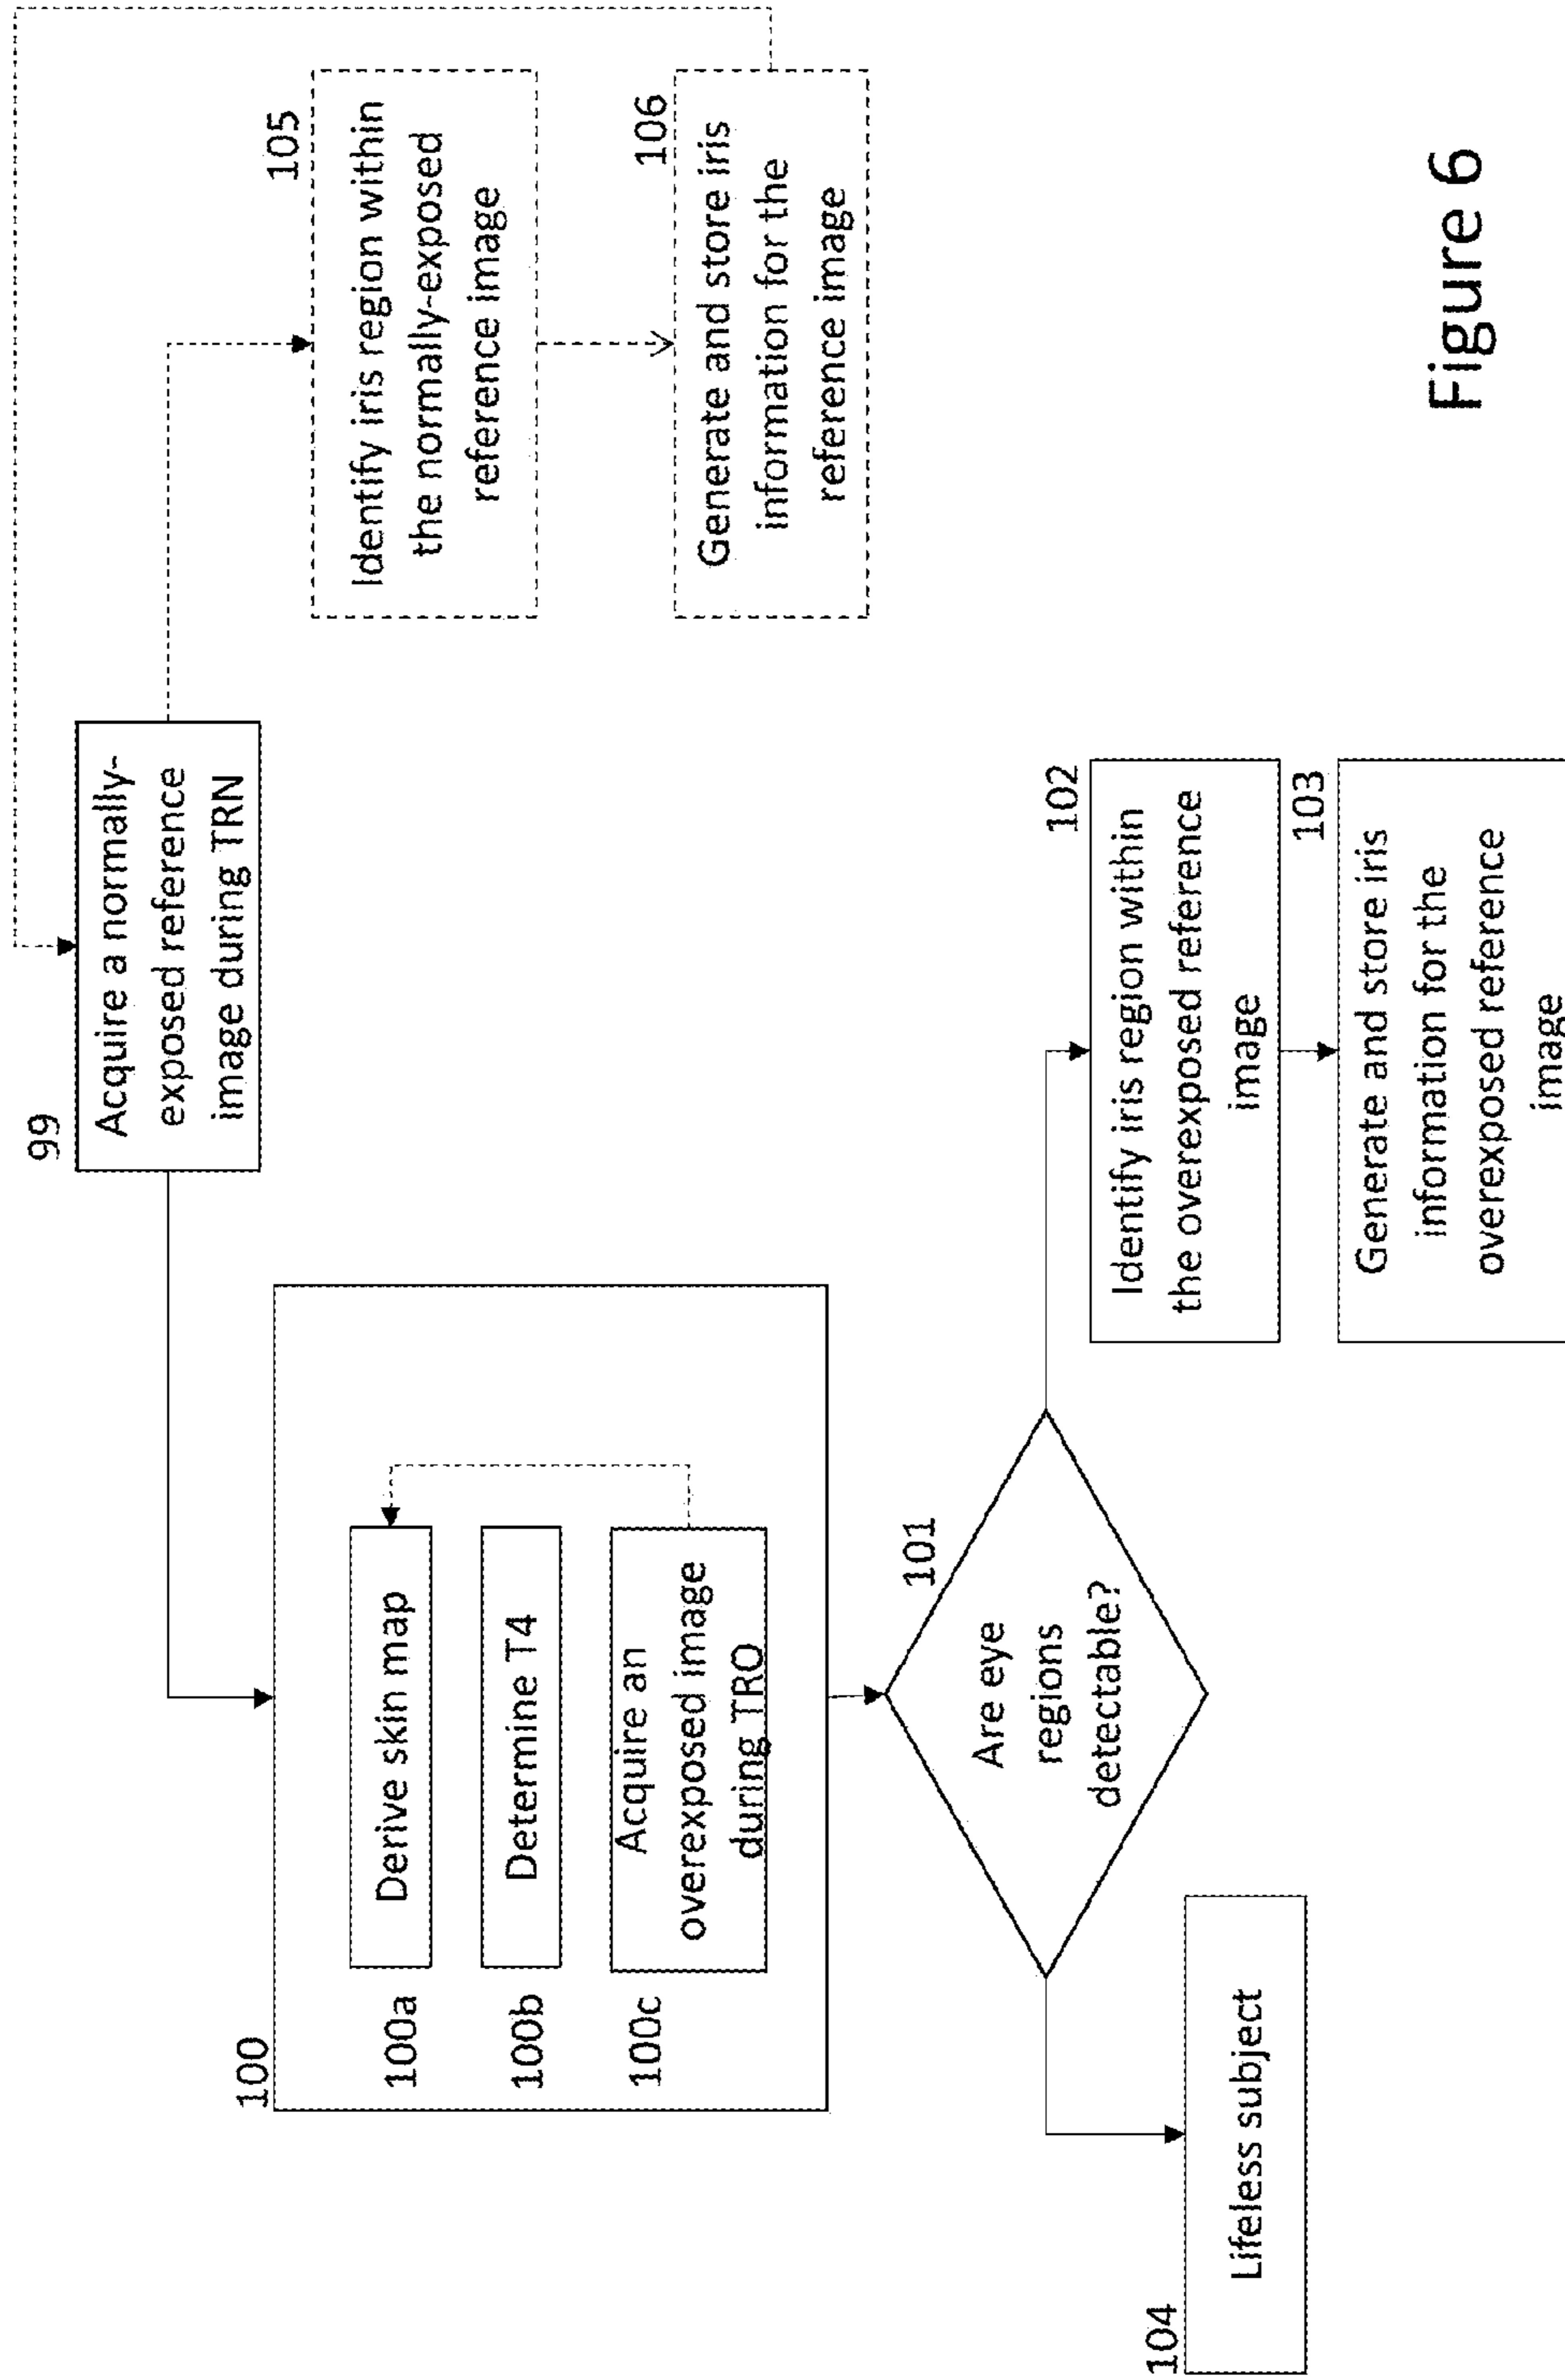 99
Acquire a normally-
exposed reference
image during TRN
100
100a
Derive skin map
100b
Determine T4
100c
Acquire an
overexposed image
during TRO
101
Are eye
regions
detectable?
102
Identify iris region within
the overexposed reference
image
103
Generate and store iris
information for the
overexposed reference
image
104
Lifeless subject
105
Identify iris region within
the normally-exposed
reference image
106
Generate and store iris
information for the
reference image
Figure 6